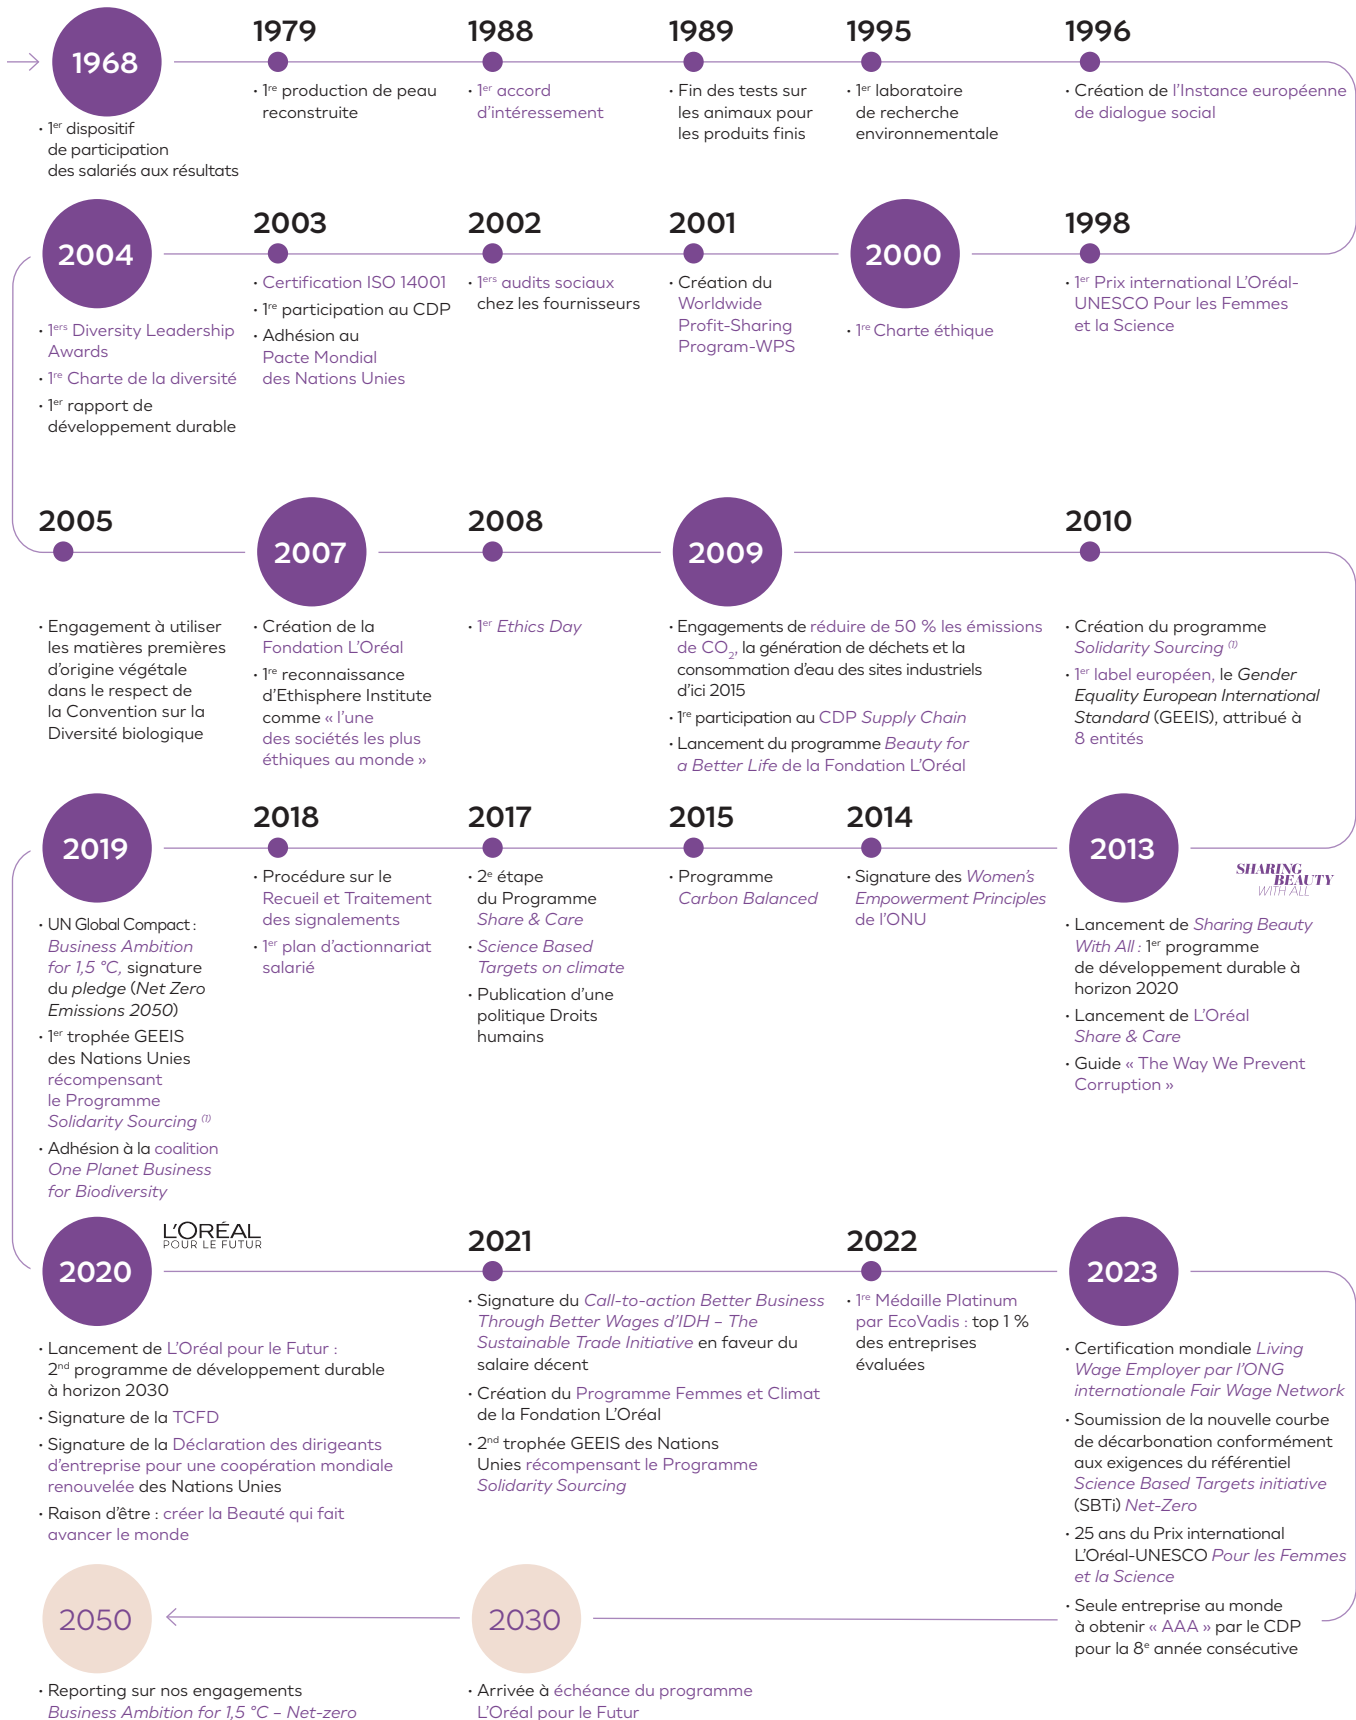 1968
• 1er dispositif
de participation
des salariés aux résultats
1979
• 1re production de peau
reconstruite
1988
• 1er accord
d'intéressement
1989
• Fin des tests sur
les animaux pour
les produits finis
1995
• 1er laboratoire
de recherche
environnementale
1996
• Création de l'Instance européenne
de dialogue social
1998
• 1er Prix international L'Oréal-
UNESCO Pour les Femmes
et la Science
2000
• 1re Charte éthique
2001
• Création du
Worldwide
Profit-Sharing
Program-WPS
2002
• 1ers audits sociaux
chez les fournisseurs
2003
• Certification ISO 14001
• 1re participation au CDP
• Adhésion au
Pacte Mondial
des Nations Unies
2004
• 1ers Diversity Leadership
Awards
• 1re Charte de la diversité
• 1er rapport de
développement durable
2005
• Engagement à utiliser
les matières premières
d'origine végétale
dans le respect de
la Convention sur la
Diversité biologique
2007
• Création de la
Fondation L'Oréal
• 1re reconnaissance
d'Ethisphere Institute
comme « l'une
des sociétés les plus
éthiques au monde »
2008
• 1er Ethics Day
2009
• Engagements de réduire de 50 % les émissions
de CO2, la génération de déchets et la
consommation d'eau des sites industriels
d'ici 2015
• 1re participation au CDP Supply Chain
• Lancement du programme Beauty for
a Better Life de la Fondation L'Oréal
2010
• Création du programme
Solidarity Sourcing (1)
• 1er label européen, le Gender
Equality European International
Standard (GEEIS), attribué à
8 entités
2013
SHARING
BEAUTY
WITH ALL
• Lancement de Sharing Beauty
With All : 1er programme
de développement durable à
horizon 2020
• Lancement de L'Oréal
Share & Care
• Guide « The Way We Prevent
Corruption »
2014
• Signature des Women's
Empowerment Principles
de l'ONU
2015
• Programme
Carbon Balanced
2017
• 2e étape
du Programme
Share & Care
• Science Based
Targets on climate
• Publication d'une
politique Droits
humains
2018
• Procédure sur le
Recueil et Traitement
des signalements
• 1er plan d'actionnariat
salarié
2019
• UN Global Compact :
Business Ambition
for 1,5 °C, signature
du pledge (Net Zero
Emissions 2050)
• 1er trophée GEEIS
des Nations Unies
récompensant
le Programme
Solidarity Sourcing (1)
• Adhésion à la coalition
One Planet Business
for Biodiversity
2020
L'ORÉAL
POUR LE FUTUR
• Lancement de L'Oréal pour le Futur :
2nd programme de développement durable
à horizon 2030
• Signature de la TCFD
• Signature de la Déclaration des dirigeants
d'entreprise pour une coopération mondiale
renouvelée des Nations Unies
• Raison d'être : créer la Beauté qui fait
avancer le monde
2021
• Signature du Call-to-action Better Business
Through Better Wages d'IDH – The
Sustainable Trade Initiative en faveur du
salaire décent
• Création du Programme Femmes et Climat
de la Fondation L'Oréal
• 2nd trophée GEEIS des Nations
Unies récompensant le Programme
Solidarity Sourcing
2022
• 1re Médaille Platinum
par EcoVadis : top 1 %
des entreprises
évaluées
2023
• Certification mondiale Living
Wage Employer par l'ONG
internationale Fair Wage Network
• Soumission de la nouvelle courbe
de décarbonation conformément
aux exigences du référentiel
Science Based Targets initiative
(SBTi) Net-Zero
• 25 ans du Prix international
L'Oréal-UNESCO Pour les Femmes
et la Science
• Seule entreprise au monde
à obtenir « AAA » par le CDP
pour la 8e année consécutive
2030
• Arrivée à échéance du programme
L'Oréal pour le Futur
2050
• Reporting sur nos engagements
Business Ambition for 1,5 °C – Net-zero